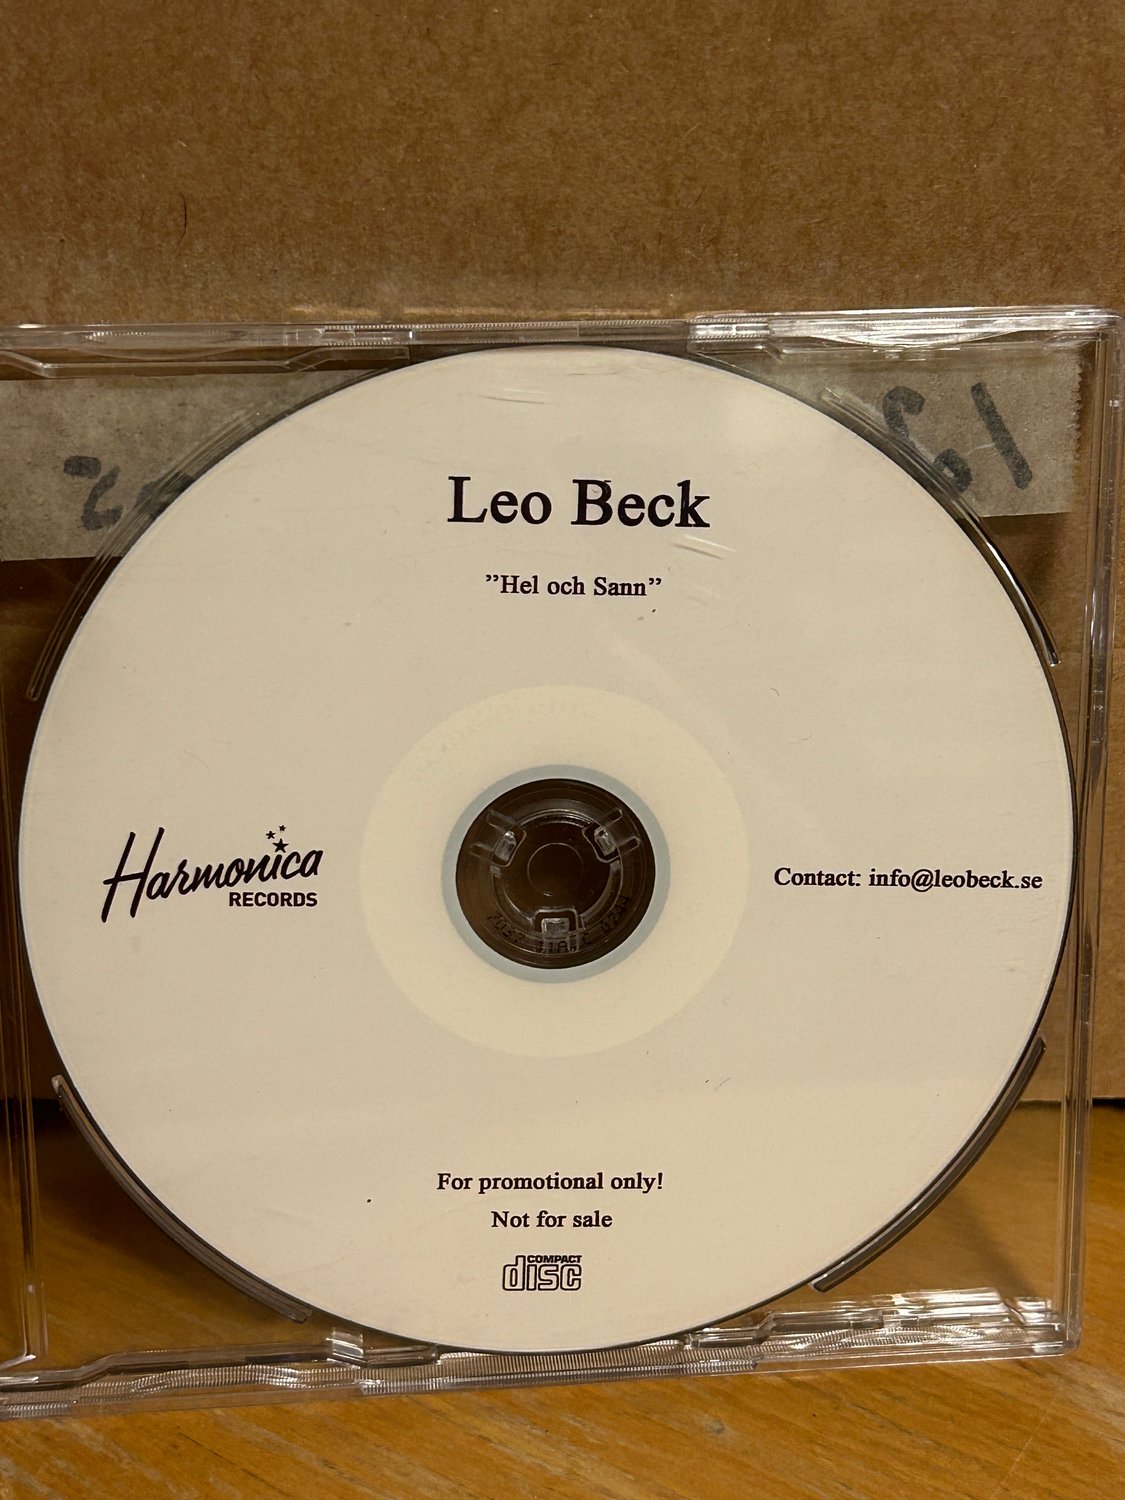 Leo Beck
”Hel och Sann”
Harmonica
RECORDS
Contact: info@leobeck.se
For promotional only!
Not for sale
COMPACT
disc